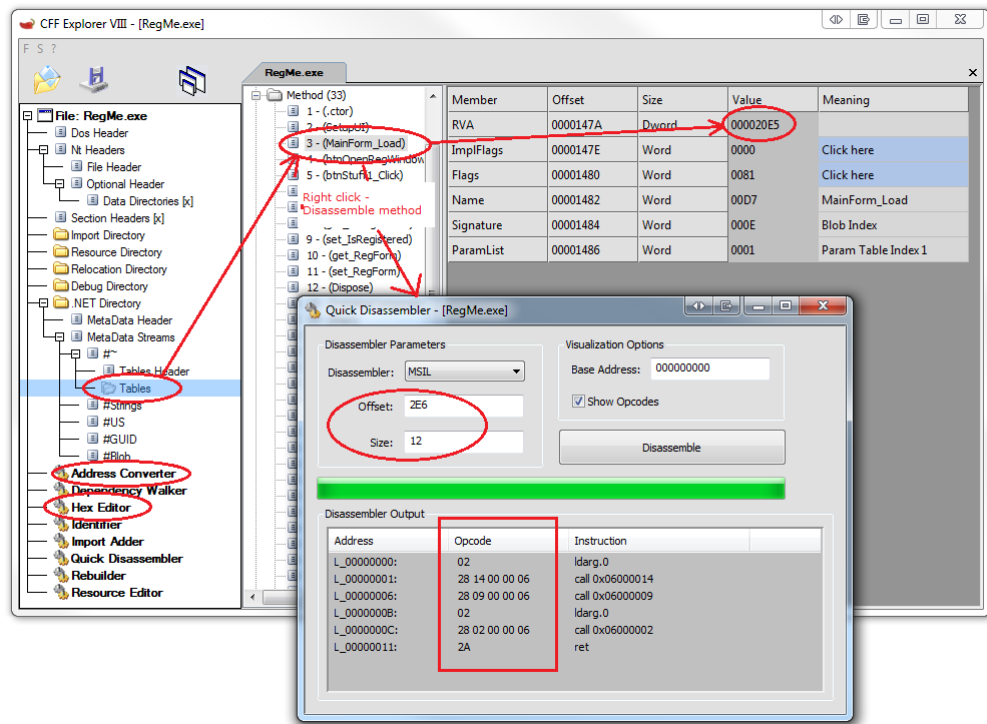 CFF Explorer VIII - [RegMe.exe]
F S ?
RegMe.exe
File: RegMe.exe
Dos Header
Nt Headers
File Header
Optional Header
Data Directories [x]
Section Headers [x]
Import Directory
Resource Directory
Relocation Directory
Debug Directory
.NET Directory
MetaData Header
MetaData Streams
#~
Tables Header
Tables
#Strings
#US
#GUID
#Blob
Address Converter
Dependency Walker
Hex Editor
Identifier
Import Adder
Quick Disassembler
Rebuilder
Resource Editor
Method (33)
1 - (.ctor)
2 - (SetupUI)
3 - (MainForm_Load)
4 - (btnOpenRegWindow
5 - (btnStuff1_Click)
Right click -
Disassemble method
9 - (set_IsRegistered)
10 - (get_RegForm)
11 - (set_RegForm)
12 - (Dispose)
Member Offset Size Value Meaning
RVA 0000147A Dword 000020E5
ImplFlags 0000147E Word 0000 Click here
Flags 00001480 Word 0081 Click here
Name 00001482 Word 00D7 MainForm_Load
Signature 00001484 Word 000E Blob Index
ParamList 00001486 Word 0001 Param Table Index 1
Quick Disassembler - [RegMe.exe]
Disassembler Parameters
Disassembler: MSIL
Offset: 2E6
Size: 12
Visualization Options
Base Address: 000000000
Show Opcodes
Disassemble
Disassembler Output
Address Opcode Instruction
L_00000000: 02 ldarg.0
L_00000001: 28 14 00 00 06 call 0x06000014
L_00000006: 28 09 00 00 06 call 0x06000009
L_0000000B: 02 ldarg.0
L_0000000C: 28 02 00 00 06 call 0x06000002
L_00000011: 2A ret